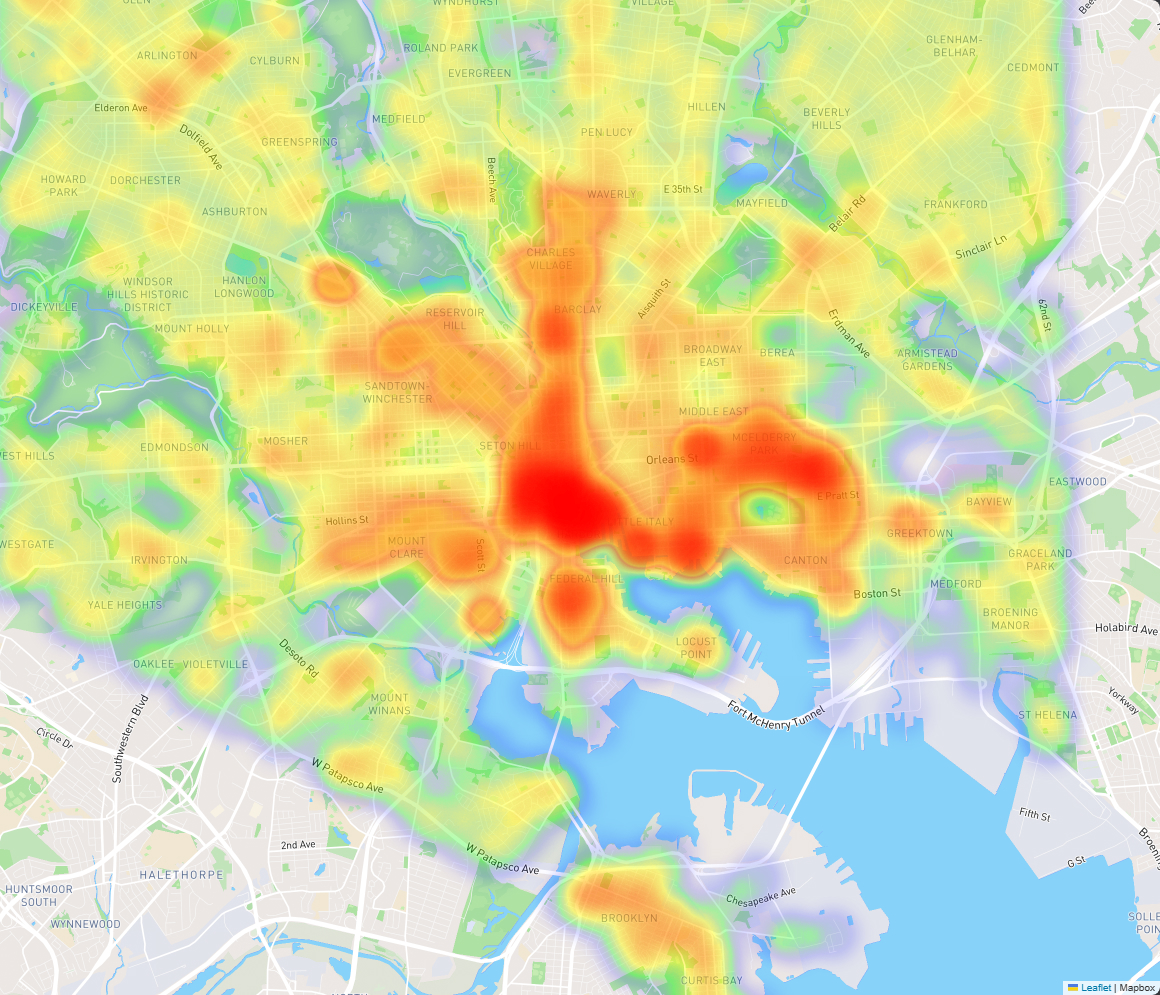 GLEN
WYNDHURST
VILLAGE
ARLINGTON
CYLBURN
ROLAND PARK
EVERGREEN
GLENHAM-
BELHAR
CEDMONT
Elderon Ave
Dolfield Ave
GREENSPRING
MEDFIELD
HILLEN
PEN LUCY
BEVERLY
HILLS
HOWARD
PARK
DORCHESTER
ASHBURTON
Beech Ave
WAVERLY
E 35th St
MAYFIELD
Belair Rd
FRANKFORD
Sinclair Ln
CHARLES
VILLAGE
WINDSOR
HILLS HISTORIC
DISTRICT
HANLON
LONGWOOD
DICKEYVILLE
Aisquith St
62nd St
MOUNT HOLLY
RESERVOIR
HILL
BARCLAY
Erdman Ave
BROADWAY
EAST
BEREA
ARMISTEAD
GARDENS
SANDTOWN-
WINCHESTER
MIDDLE EAST
MOSHER
SETON HILL
MCELDERRY
PARK
EDMONDSON
WEST HILLS
Orleans St
EASTWOOD
E Pratt St
BAYVIEW
Hollins St
LITTLE ITALY
GREEKTOWN
WESTGATE
IRVINGTON
MOUNT
CLARE
Scott St
CANTON
GRACELAND
PARK
FEDERAL HILL
MEDFORD
Boston St
YALE HEIGHTS
BROENING
MANOR
Holabird Ave
LOCUST
POINT
OAKLEE
VIOLETVILLE
Desoto Rd
MOUNT
WINANS
Southwestern Blvd
Fort McHenry Tunnel
Yorkway
ST HELENA
Circle Dr
W Patapsco Ave
Fifth St
2nd Ave
W Patapsco Ave
G St
Broening
HUNTSMOOR
SOUTH
HALETHORPE
WYNNEWOOD
Chesapeake Ave
BROOKLYN
SOLLE
POIN
CURTIS BAY
NORTH
Leaflet | Mapbox